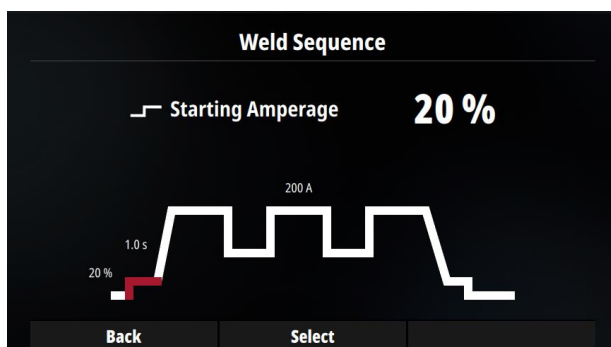 Weld Sequence
Starting Amperage 20 %
200 A
1.0 s
20 %
Back Select